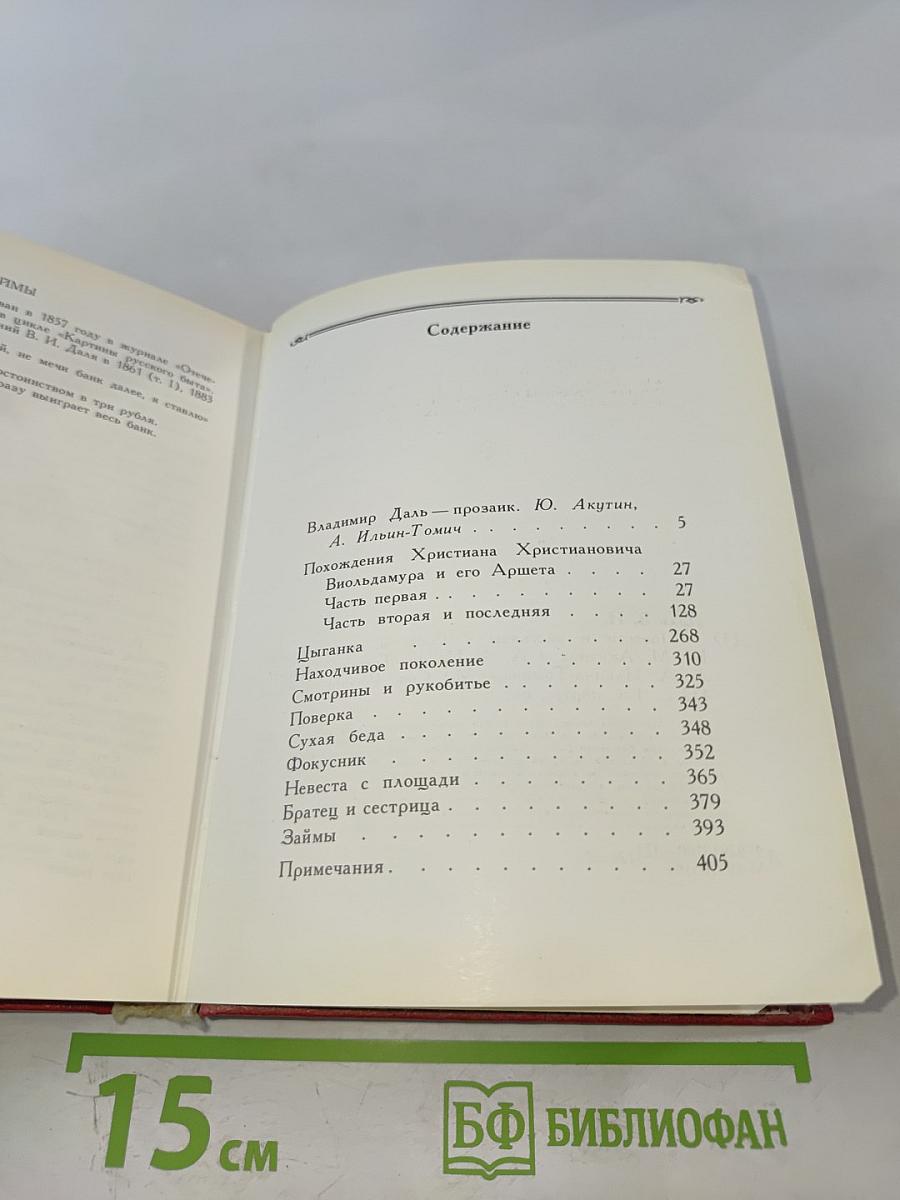 ван в 1857 году в журнале «Отече-
в цикле «Картины русского быта».
ний В. И. Даля в 1861 (т. 1), 1883
й, не мечи банк далее, я ставлю»
остоинством в три рубля.
разу выиграет весь банк.
Содержание
Владимир Даль — прозаик. Ю. Акутин,
А. Ильин-Томич . . . . . . . . . 5
Похождения Христиана Христиановича
Виольдамура и его Аршета . . . . 27
Часть первая . . . . . . . . . . 27
Часть вторая и последняя . . . . 128
Цыганка . . . . . . . . . . 268
Находчивое поколение . . . . . . 310
Смотрины и рукобитье . . . . . . . 325
Поверка . . . . . . . . . . . . 343
Сухая беда . . . . . . . . . . . 348
Фокусник . . . . . . . . . . . 352
Невеста с площади . . . . . . . . 365
Братец и сестрица . . . . . . . . . 379
Займы . . . . . . . . . . . . 393
Примечания . . . . . . . . . . 405
15 см
БФ БИБЛИОФАН